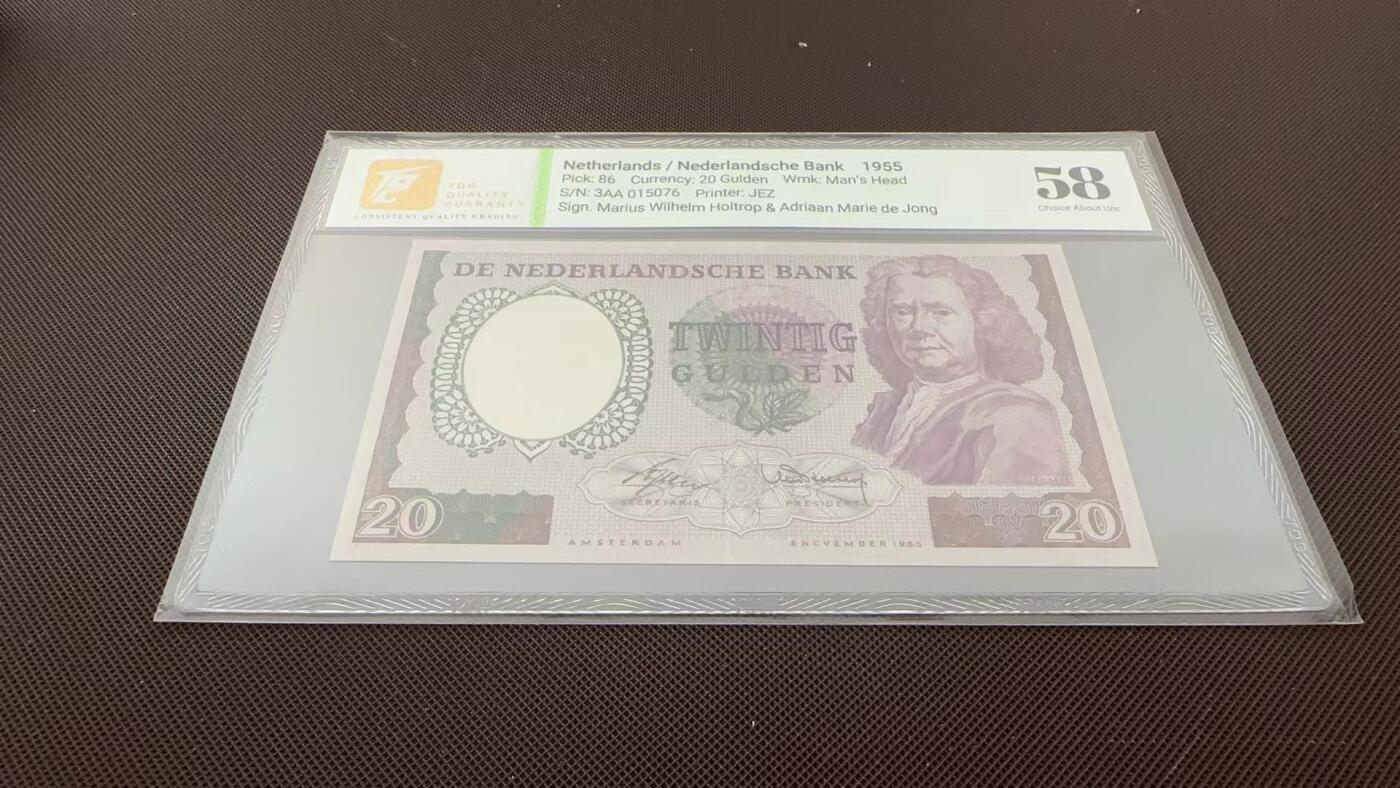 Netherlands / Nederlandsche Bank 1955
Pick: 86 Currency: 20 Gulden Wmk: Man's Head
S/N: 3AA 015076 Printer: JEZ
Sign. Marius Wilhelm Holtrop & Adriaan Marie de Jong
58
Choice About Unc
TQG
QUALITY
GUARANTY
CONSISTENT QUALITY GRADING
DE NEDERLANDSCHE BANK
TWINTIG
GULDEN
SECRETARIS PRESIDENT
20 20
AMSTERDAM 8 NOVEMBER 1955